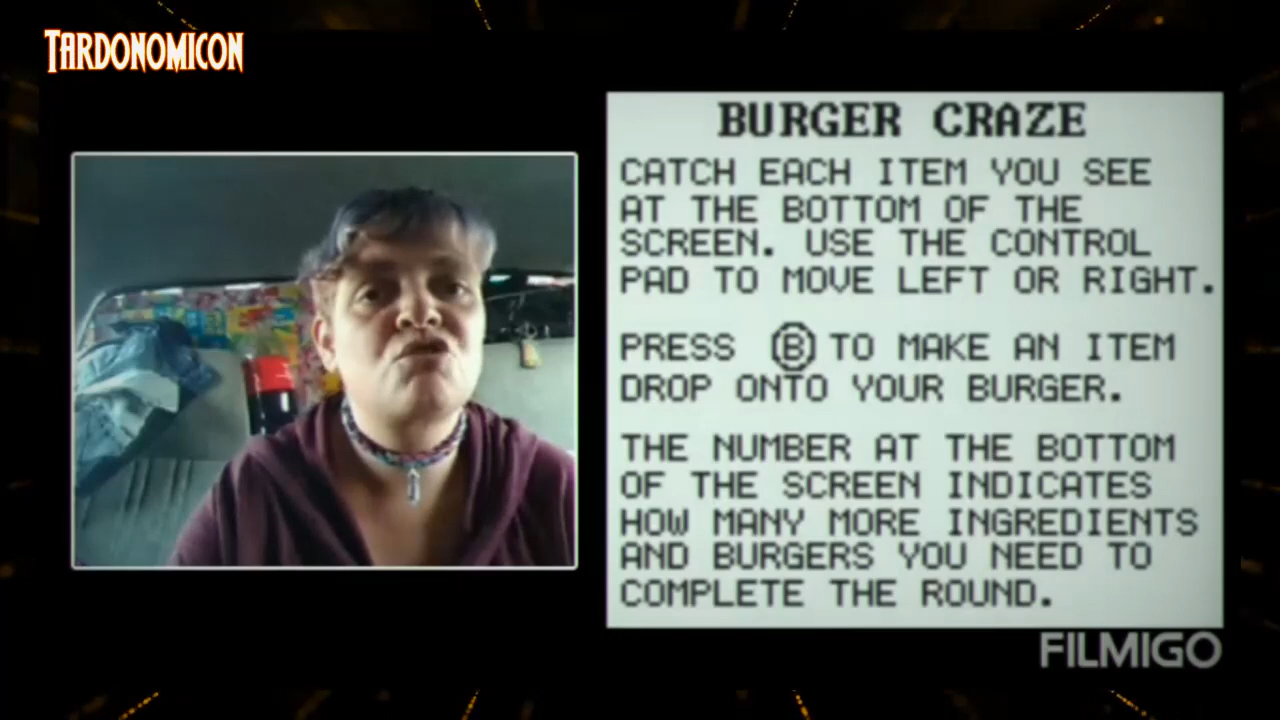 TARDONOMICON
BURGER CRAZE
CATCH EACH ITEM YOU SEE
AT THE BOTTOM OF THE
SCREEN. USE THE CONTROL
PAD TO MOVE LEFT OR RIGHT.
PRESS Ⓑ TO MAKE AN ITEM
DROP ONTO YOUR BURGER.
THE NUMBER AT THE BOTTOM
OF THE SCREEN INDICATES
HOW MANY MORE INGREDIENTS
AND BURGERS YOU NEED TO
COMPLETE THE ROUND.
FILMIGO